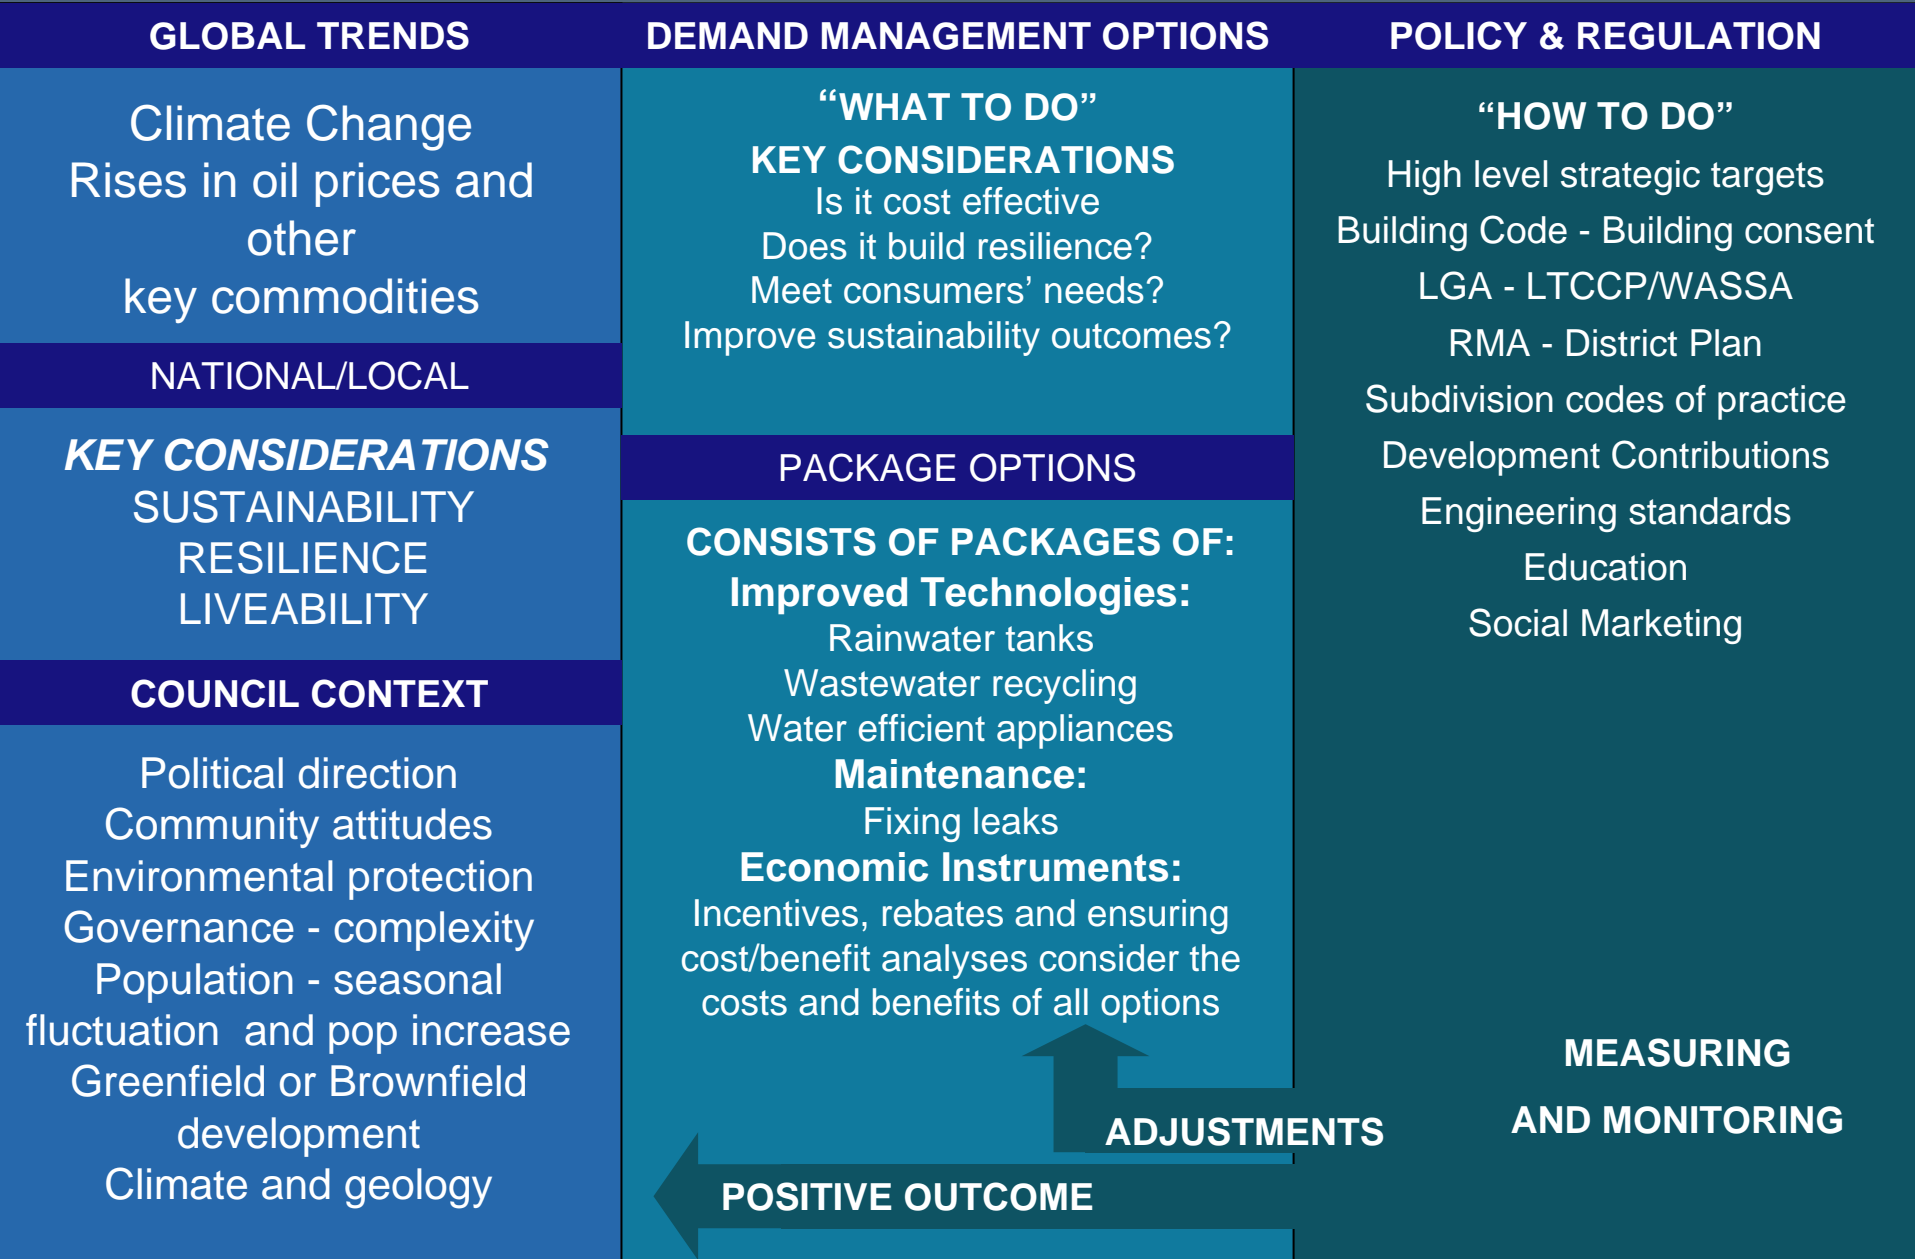 GLOBAL TRENDS
Climate Change
Rises in oil prices and
other
key commodities
NATIONAL/LOCAL
KEY CONSIDERATIONS
SUSTAINABILITY
RESILIENCE
LIVEABILITY
COUNCIL CONTEXT
Political direction
Community attitudes
Environmental protection
Governance - complexity
Population - seasonal
fluctuation  and pop increase
Greenfield or Brownfield
development
Climate and geology
DEMAND MANAGEMENT OPTIONS
“WHAT TO DO”
KEY CONSIDERATIONS
Is it cost effective
Does it build resilience?
Meet consumers’ needs?
Improve sustainability outcomes?
PACKAGE OPTIONS
CONSISTS OF PACKAGES OF:
Improved Technologies:
Rainwater tanks
Wastewater recycling
Water efficient appliances
Maintenance:
Fixing leaks
Economic Instruments:
Incentives, rebates and ensuring
cost/benefit analyses consider the
costs and benefits of all options
POLICY & REGULATION
“HOW TO DO”
High level strategic targets
Building Code - Building consent
LGA - LTCCP/WASSA
RMA - District Plan
Subdivision codes of practice
Development Contributions
Engineering standards
Education
Social Marketing
MEASURING
AND MONITORING
ADJUSTMENTS
POSITIVE OUTCOME